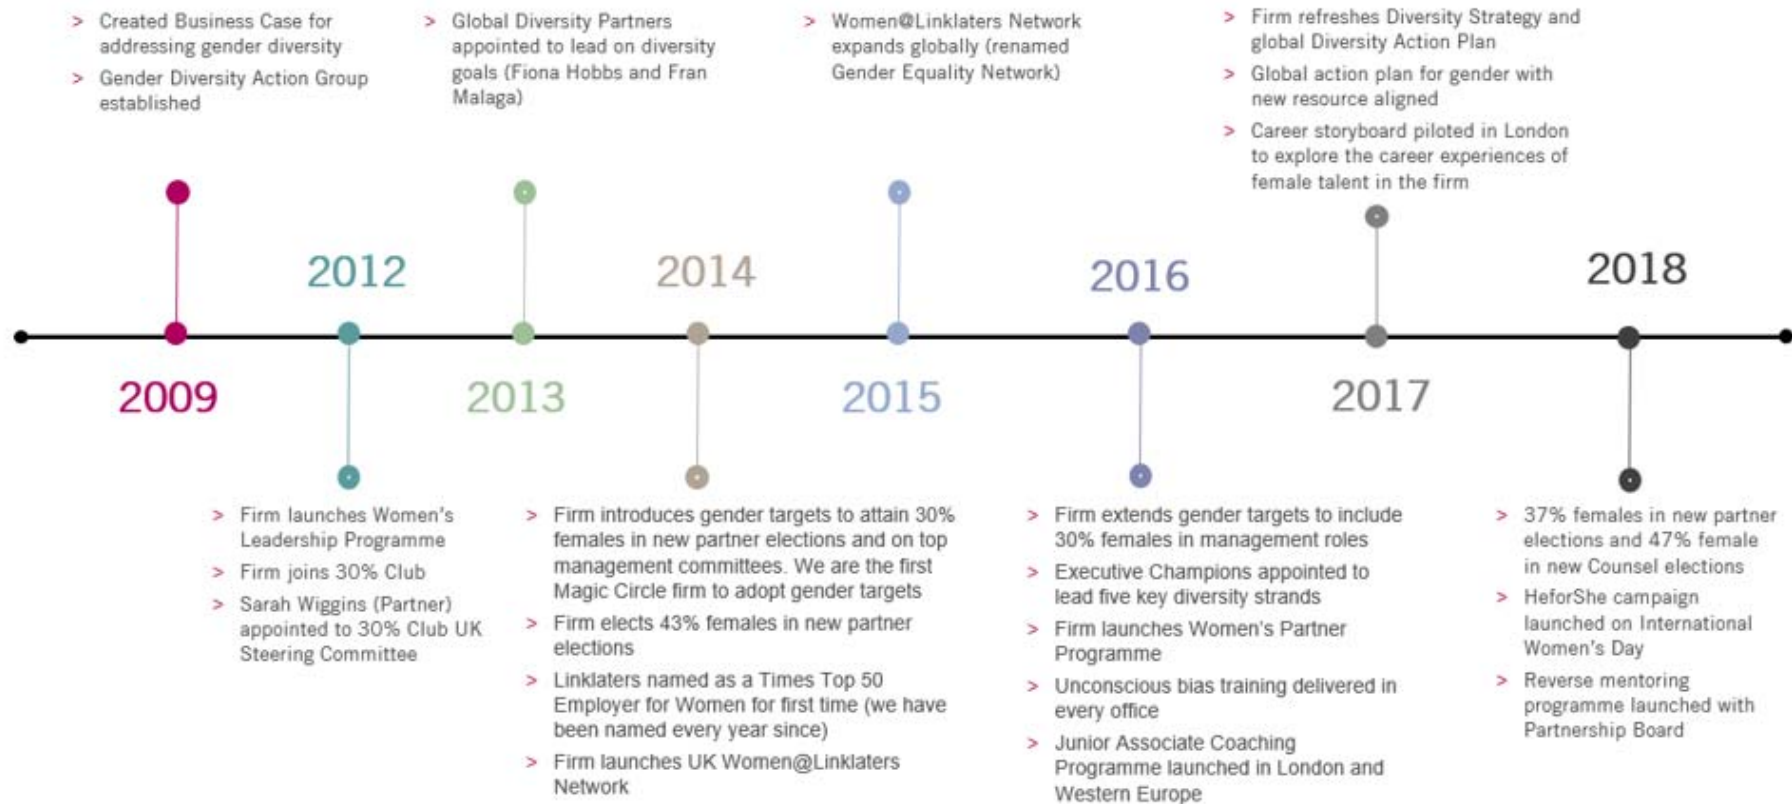 > Created Business Case for
addressing gender diversity
> Gender Diversity Action Group
established
> Global Diversity Partners
appointed to lead on diversity
goals (Fiona Hobbs and Fran
Malaga)
> Women@Linklaters Network
expands globally (renamed
Gender Equality Network)
> Firm refreshes Diversity Strategy and
global Diversity Action Plan
> Global action plan for gender with
new resource aligned
> Career storyboard piloted in London
to explore the career experiences of
female talent in the firm
2012
2014
2016
2018
2009
2013
2015
2017
> Firm launches Women's
Leadership Programme
> Firm joins 30% Club
> Sarah Wiggins (Partner)
appointed to 30% Club UK
Steering Committee
> Firm introduces gender targets to attain 30%
females in new partner elections and on top
management committees. We are the first
Magic Circle firm to adopt gender targets
> Firm elects 43% females in new partner
elections
> Linklaters named as a Times Top 50
Employer for Women for first time (we have
been named every year since)
> Firm launches UK Women@Linklaters
Network
> Firm extends gender targets to include
30% females in management roles
> Executive Champions appointed to
lead five key diversity strands
> Firm launches Women's Partner
Programme
> Unconscious bias training delivered in
every office
> Junior Associate Coaching
Programme launched in London and
Western Europe
> 37% females in new partner
elections and 47% female
in new Counsel elections
> HeforShe campaign
launched on International
Women's Day
> Reverse mentoring
programme launched with
Partnership Board